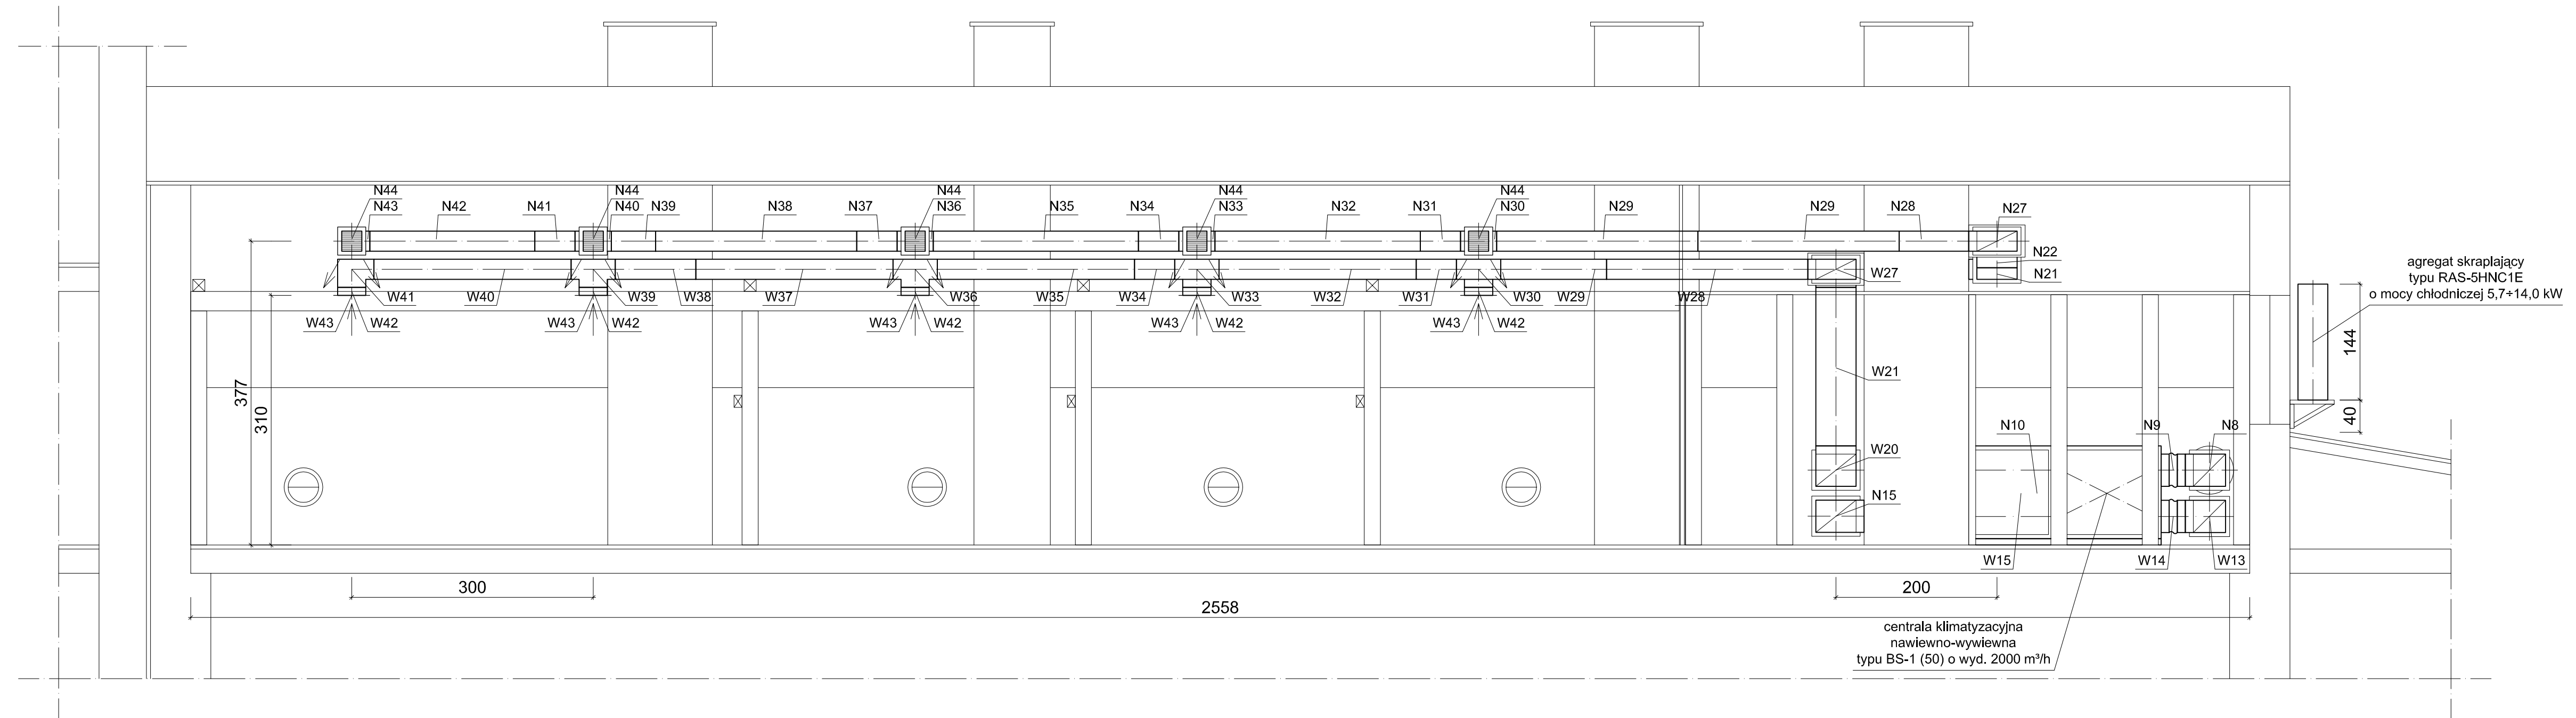 N44
N44
N44
N44
N44
N43
N42
N41
N40
N39
N38
N37
N36
N35
N34
N33
N32
N31
N30
N29
N29
N28
N27
N22
N21
W27
agregat skraplający
typu RAS-5HNC1E
o mocy chłodniczej 5,7÷14,0 kW
W41
W40
W39
W38
W37
W36
W35
W34
W33
W32
W31
W30
W29
W28
W43
W42
W43
W42
W43
W42
W43
W42
W43
W42
144
40
377
310
W21
N10
N9
N8
W20
N15
W15
W14
W13
300
200
2558
centrala klimatyzacyjna
nawiewno-wywiewna
typu BS-1 (50) o wyd. 2000 m³/h